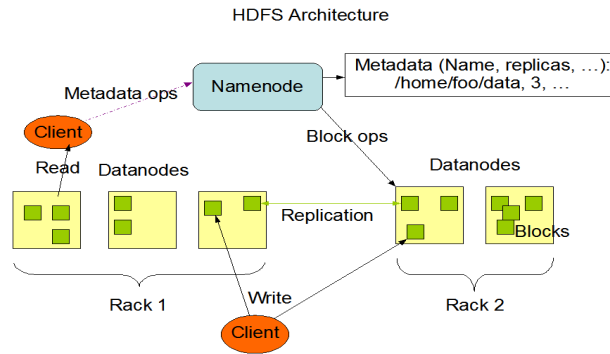 HDFS Architecture
Metadata (Name, replicas, …):
/home/foo/data, 3, …
Namenode
Metadata ops
Client
Block ops
Read
Datanodes
Datanodes
Replication
Blocks
Rack 1
Write
Rack 2
Client